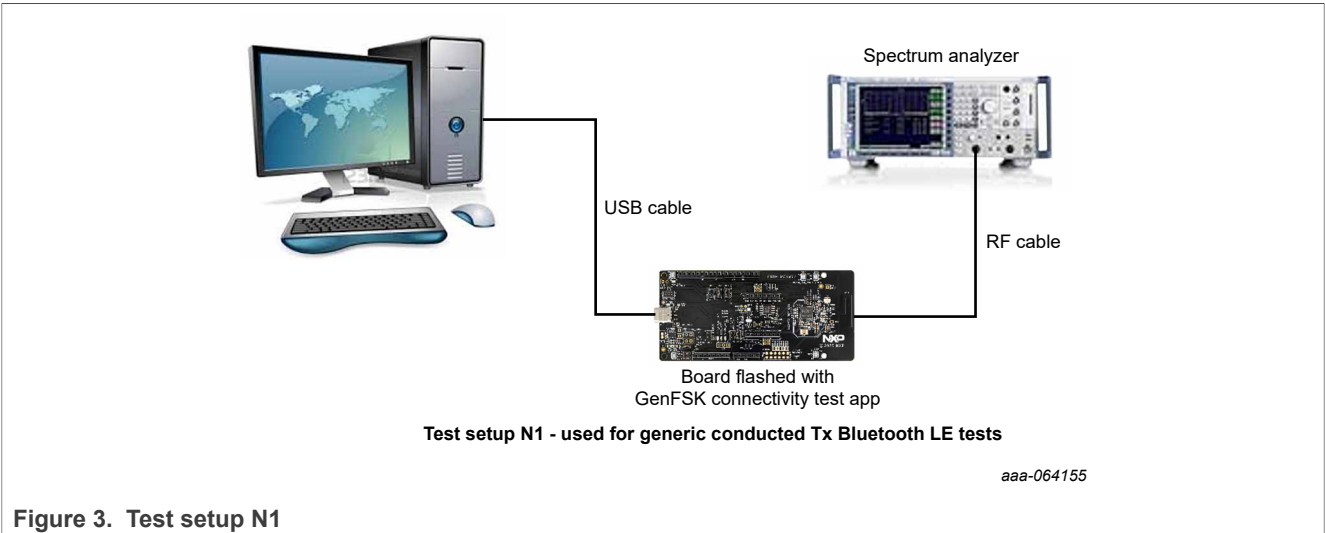 Spectrum analyzer
USB cable
RF cable
NXP
Board flashed with
GenFSK connectivity test app
Test setup N1 - used for generic conducted Tx Bluetooth LE tests
aaa-064155
Figure 3. Test setup N1